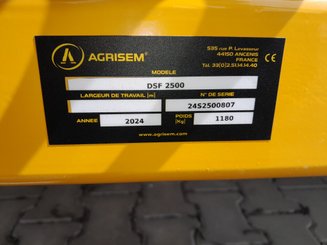 AGRISEM®
535 rue P. Levasseur
44150 ANCENIS
FRANCE
Tél. 33(0)2.51.14.14.40
CE
MODELE
DSF 2500
LARGEUR DE TRAVAIL [m]
N° DE SERIE
24S2500807
ANNEE
2024
POIDS [Kg]
1180
www.agrisem.com